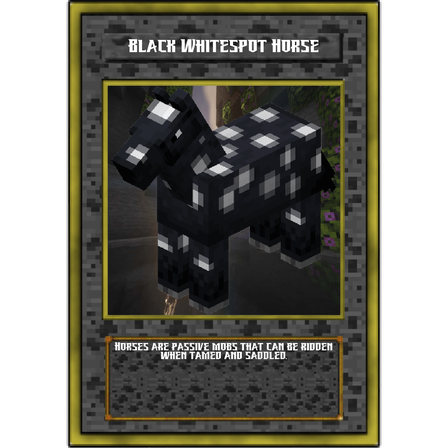 Black Whitespot Horse
Horses are passive mobs that can be ridden
when tamed and saddled.